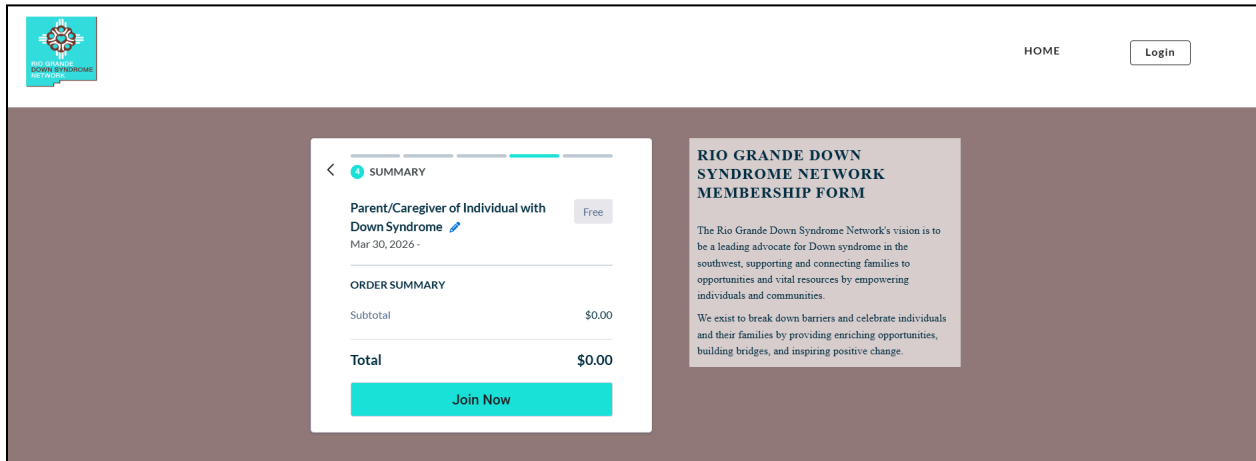 RIO GRANDE
DOWN SYNDROME
NETWORK
HOME
Login
4 SUMMARY
Parent/Caregiver of Individual with
Down Syndrome
Free
Mar 30, 2026 -
ORDER SUMMARY
Subtotal $0.00
Total $0.00
Join Now
RIO GRANDE DOWN
SYNDROME NETWORK
MEMBERSHIP FORM
The Rio Grande Down Syndrome Network's vision is to
be a leading advocate for Down syndrome in the
southwest, supporting and connecting families to
opportunities and vital resources by empowering
individuals and communities.
We exist to break down barriers and celebrate individuals
and their families by providing enriching opportunities,
building bridges, and inspiring positive change.